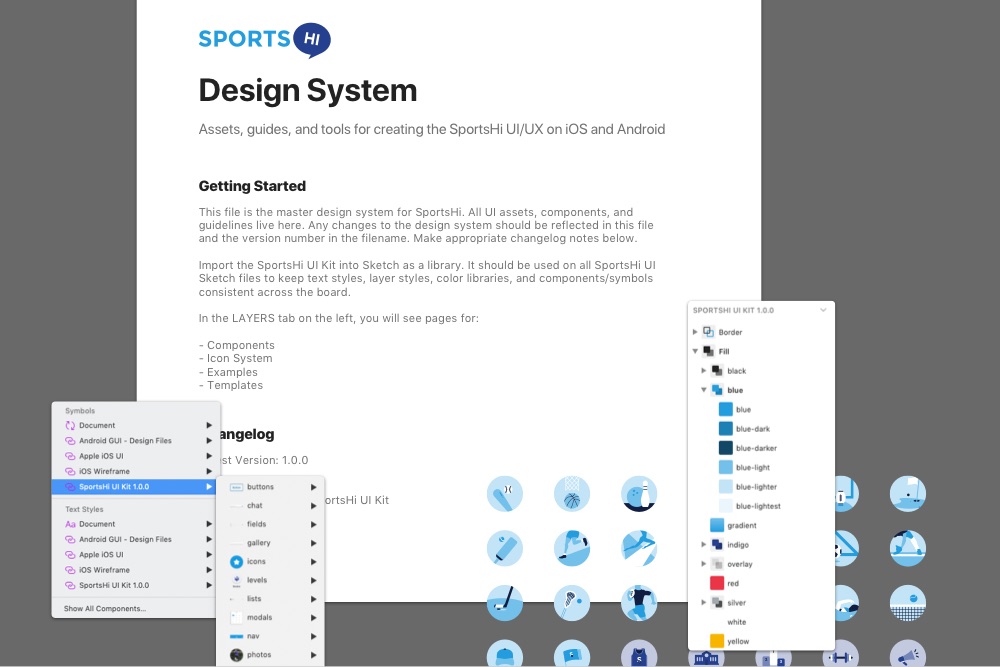 SPORTS HI
Design System
Assets, guides, and tools for creating the SportsHi UI/UX on iOS and Android
Getting Started
This file is the master design system for SportsHi. All UI assets, components, and
guidelines live here. Any changes to the design system should be reflected in this file
and the version number in the filename. Make appropriate changelog notes below.
Import the SportsHi UI Kit into Sketch as a library. It should be used on all SportsHi UI
Sketch files to keep text styles, layer styles, color libraries, and components/symbols
consistent across the board.
In the LAYERS tab on the left, you will see pages for:
- Components
- Icon System
- Examples
- Templates
angelog
st Version: 1.0.0
ortsHi UI Kit
Symbols
Document
Android GUI - Design Files
Apple iOS UI
iOS Wireframe
SportsHi UI Kit 1.0.0
Text Styles
Aa Document
Android GUI - Design Files
Apple iOS UI
iOS Wireframe
SportsHi UI Kit 1.0.0
Show All Components...
buttons
chat
fields
gallery
icons
levels
lists
modals
nav
photos
SPORTSHI UI KIT 1.0.0
Border
Fill
black
blue
blue
blue-dark
blue-darker
blue-light
blue-lighter
blue-lightest
gradient
indigo
overlay
red
silver
white
yellow
S